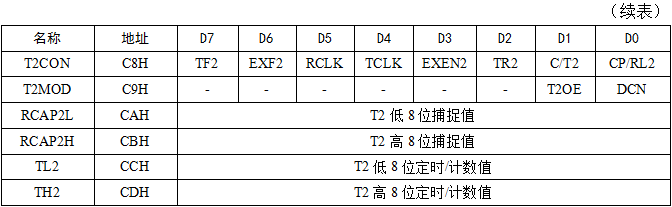 （续表）
名称 地址 D7 D6 D5 D4 D3 D2 D1 D0
T2CON C8H TF2 EXF2 RCLK TCLK EXEN2 TR2 C/T2 CP/RL2
T2MOD C9H - - - - - - T2OE DCN
RCAP2L CAH T2 低 8 位捕捉值
RCAP2H CBH T2 高 8 位捕捉值
TL2 CCH T2 低 8 位定时/计数值
TH2 CDH T2 高 8 位定时/计数值